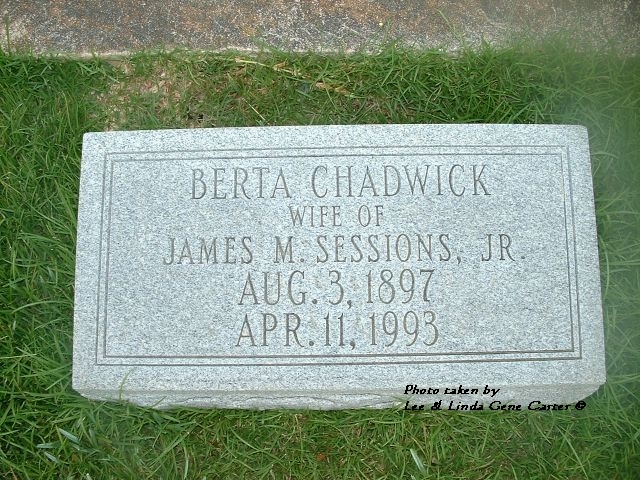 BERTA CHADWICK
WIFE OF
JAMES M. SESSIONS, JR.
AUG. 3, 1897
APR. 11, 1993
Photo taken by
Lee & Linda Gene Carter ©